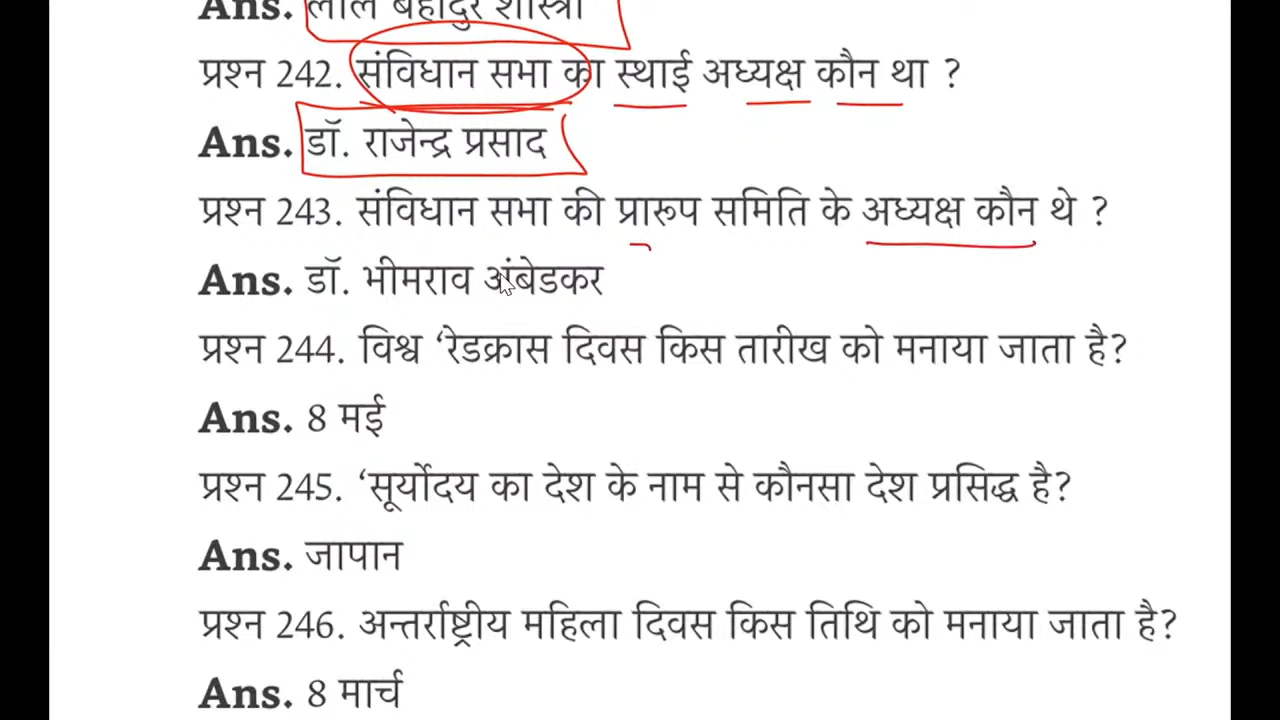 Ans. लाल बहादुर शास्त्री
प्रश्न 242. संविधान सभा का स्थाई अध्यक्ष कौन था ?
Ans. डॉ. राजेन्द्र प्रसाद
प्रश्न 243. संविधान सभा की प्रारूप समिति के अध्यक्ष कौन थे ?
Ans. डॉ. भीमराव अंबेडकर
प्रश्न 244. विश्व ‘रेडक्रास दिवस किस तारीख को मनाया जाता है?
Ans. 8 मई
प्रश्न 245. ‘सूर्योदय का देश के नाम से कौनसा देश प्रसिद्ध है?
Ans. जापान
प्रश्न 246. अन्तर्राष्ट्रीय महिला दिवस किस तिथि को मनाया जाता है?
Ans. 8 मार्च